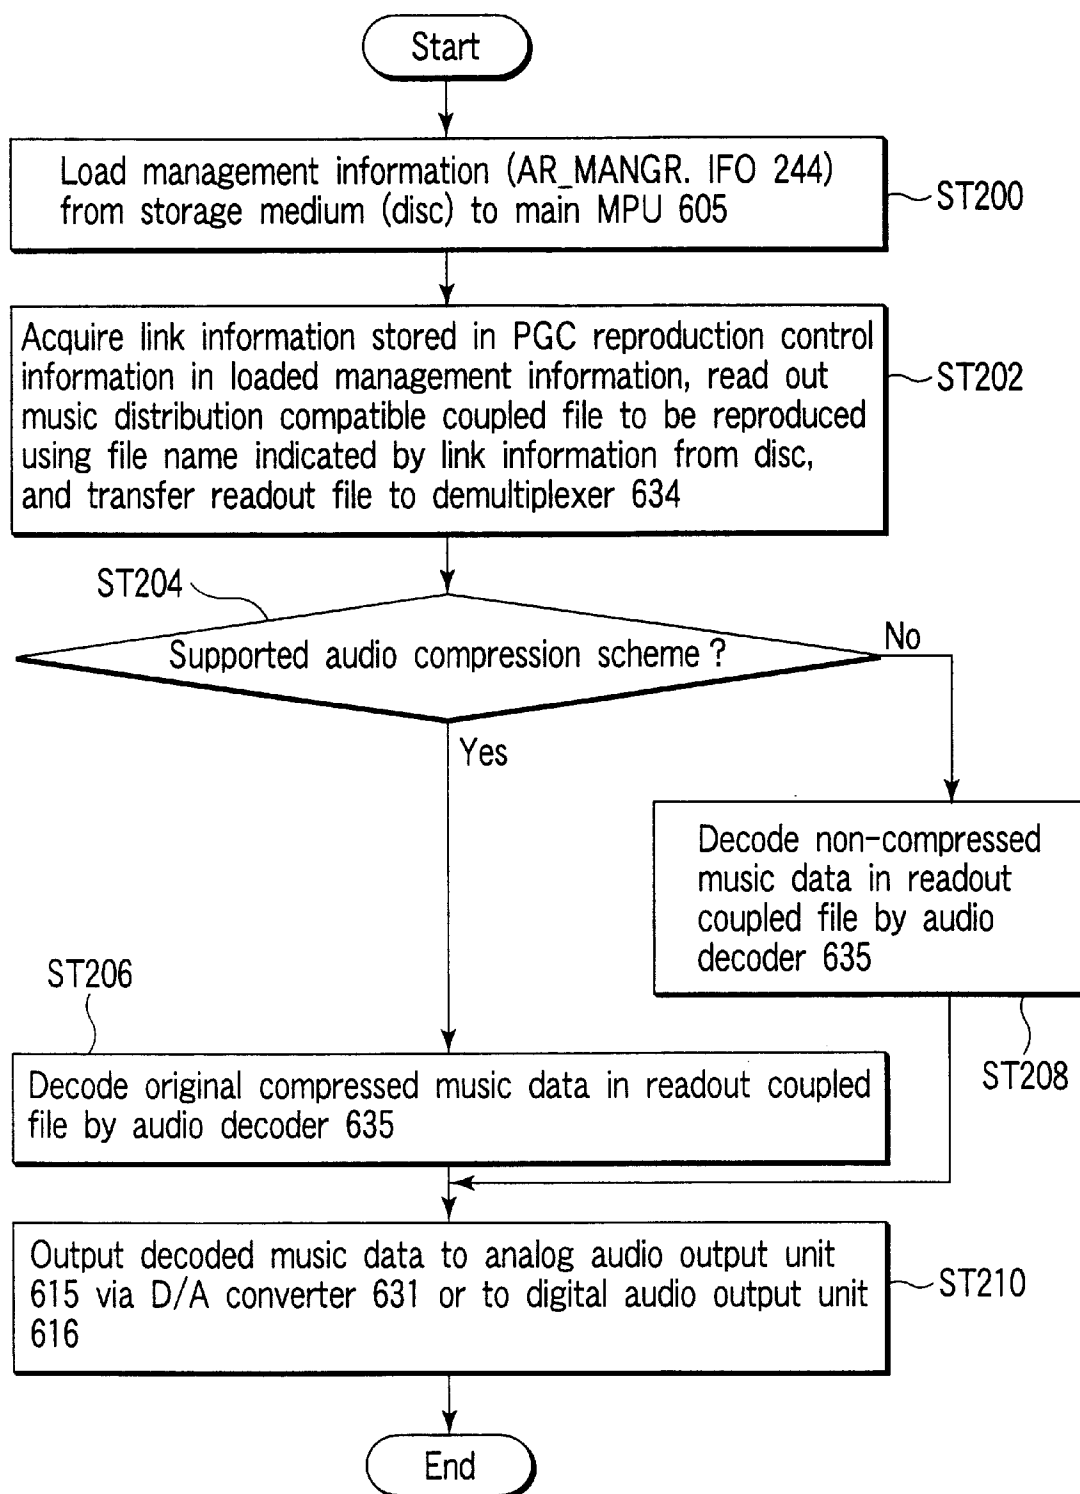 Start
Load management information (AR_MANGR. IFO 244)
from storage medium (disc) to main MPU 605
ST200
Acquire link information stored in PGC reproduction control
information in loaded management information, read out
music distribution compatible coupled file to be reproduced
using file name indicated by link information from disc,
and transfer readout file to demultiplexer 634
ST202
ST204
Supported audio compression scheme ?
No
Yes
Decode non-compressed
music data in readout
coupled file by audio
decoder 635
ST208
ST206
Decode original compressed music data in readout coupled
file by audio decoder 635
Output decoded music data to analog audio output unit
615 via D/A converter 631 or to digital audio output unit
616
ST210
End